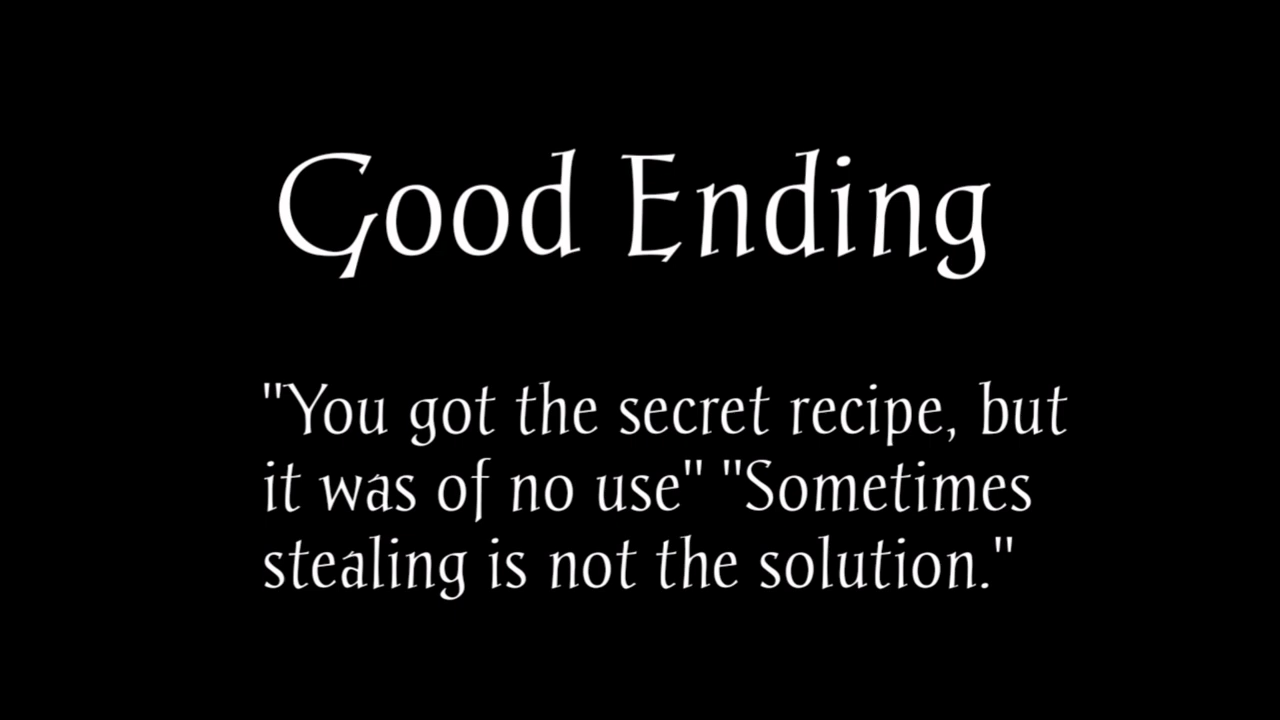 Good Ending
"You got the secret recipe, but
it was of no use" "Sometimes
stealing is not the solution."